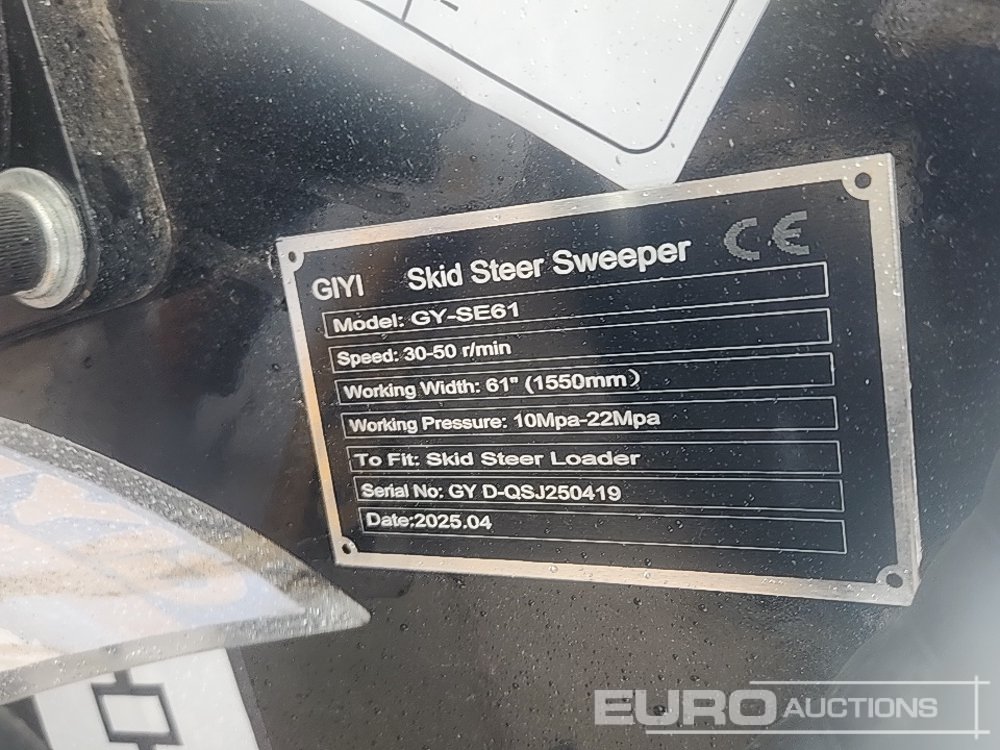 GIYI Skid Steer Sweeper CE
Model: GY-SE61
Speed: 30-50 r/min
Working Width: 61" (1550mm)
Working Pressure: 10Mpa-22Mpa
To Fit: Skid Steer Loader
Serial No: GY D-QSJ250419
Date:2025.04
EURO AUCTIONS